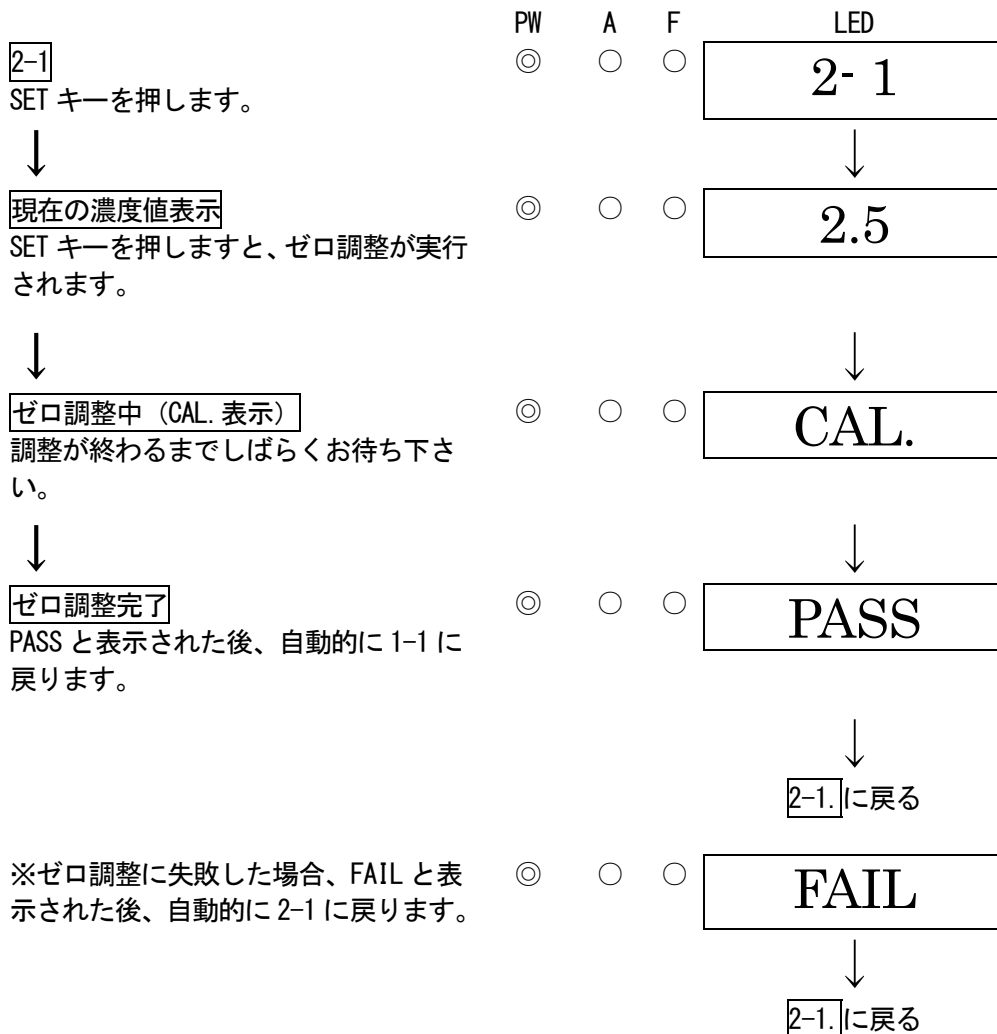 PW A F LED
2-1 ◎ ○ ○ 2- 1
SET キーを押します。
↓ ↓
現在の濃度値表示 ◎ ○ ○ 2.5
SET キーを押しますと、ゼロ調整が実行
されます。
↓ ↓
ゼロ調整中 (CAL.表示) ◎ ○ ○ CAL.
調整が終わるまでしばらくお待ち下さ
い。
↓ ↓
ゼロ調整完了 ◎ ○ ○ PASS
PASS と表示された後、自動的に 1-1 に
戻ります。
↓
2-1.に戻る
※ゼロ調整に失敗した場合、FAIL と表 ◎ ○ ○ FAIL
示された後、自動的に 2-1 に戻ります。
↓
2-1.に戻る